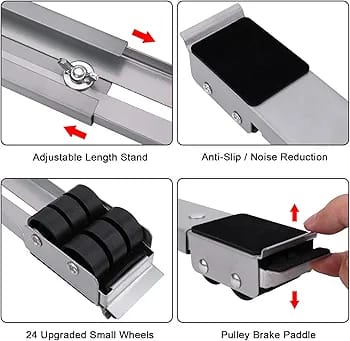 Adjustable Length Stand
Anti-Slip / Noise Reduction
24 Upgraded Small Wheels
Pulley Brake Paddle